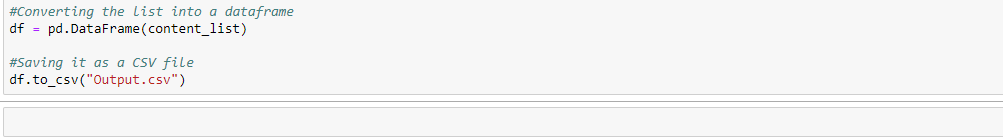 #Converting the list into a dataframe
df = pd.DataFrame(content_list)
#Saving it as a CSV file
df.to_csv("Output.csv")